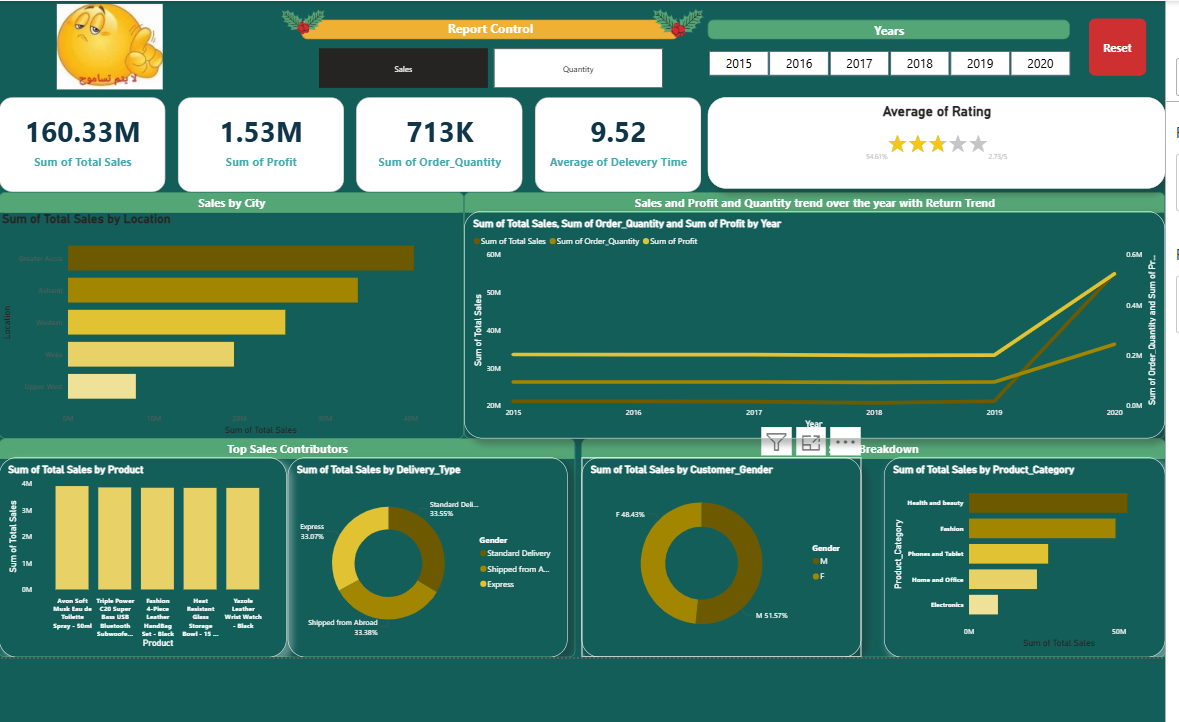 لا يتم تساموح
Report Control
Years
Reset
Sales
Quantity
2015
2016
2017
2018
2019
2020
160.33M
Sum of Total Sales
1.53M
Sum of Profit
713K
Sum of Order_Quantity
9.52
Average of Delevery Time
Average of Rating
54.61%
2.73/5
Sales by City
Sum of Total Sales by Location
Location
Greater Accra
Ashanti
Western
Volta
Upper West
0M
10M
20M
30M
40M
Sum of Total Sales
Sales and Profit and Quantity trend over the year with Return Trend
Sum of Total Sales, Sum of Order_Quantity and Sum of Profit by Year
Sum of Total Sales
Sum of Order_Quantity
Sum of Profit
Sum of Total Sales
60M
50M
40M
30M
20M
0.6M
0.4M
0.2M
0.0M
Sum of Order_Quantity and Sum of Pr...
2015
2016
2017
2018
2019
2020
Year
Top Sales Contributors
Breakdown
Sum of Total Sales by Product
Sum of Total Sales
4M
3M
2M
1M
0M
Avon Soft
Musk Eau de
Toilette
Spray - 50ml
Triple Power
C20 Super
Bass USB
Bluetooth
Subwoofe...
Fashion
4-Piece
Leather
HandBag
Set - Black
Heat
Resistant
Glass
Storage
Bowl - 15 ...
Yazole
Leather
Wrist Watch
- Black
Product
Sum of Total Sales by Delivery_Type
Standard Deli...
33.55%
Express
33.07%
Shipped from Abroad
33.38%
Gender
Standard Delivery
Shipped from A...
Express
Sum of Total Sales by Customer_Gender
F 48.43%
M 51.57%
Gender
M
F
Sum of Total Sales by Product_Category
Product_Category
Health and beauty
Fashion
Phones and Tablet
Home and Office
Electronics
0M
50M
Sum of Total Sales